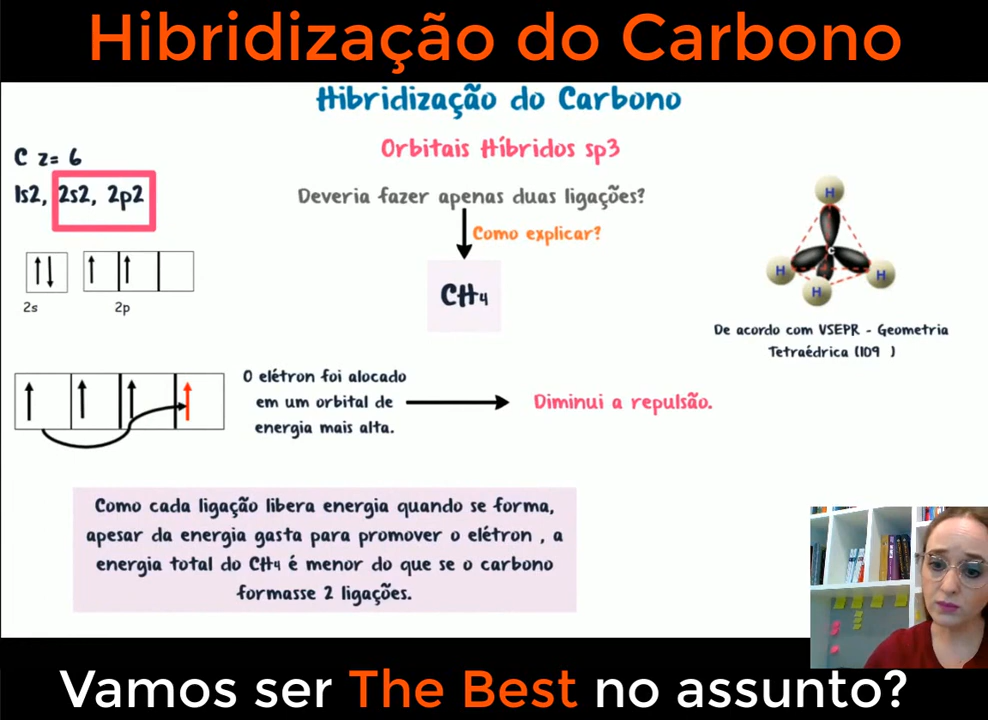 Hibridização do Carbono
Hibridização do Carbono
Orbitais Híbridos sp3
C z= 6
1s2, 2s2, 2p2
Deveria fazer apenas duas ligações?
Como explicar?
CH4
2s
2p
H
C
H
H
H
De acordo com VSEPR - Geometria
Tetraédrica (109 )
O elétron foi alocado
em um orbital de
energia mais alta.
Diminui a repulsão.
Como cada ligação libera energia quando se forma,
apesar da energia gasta para promover o elétron , a
energia total do CH4 é menor do que se o carbono
formasse 2 ligações.
Vamos ser The Best no assunto?